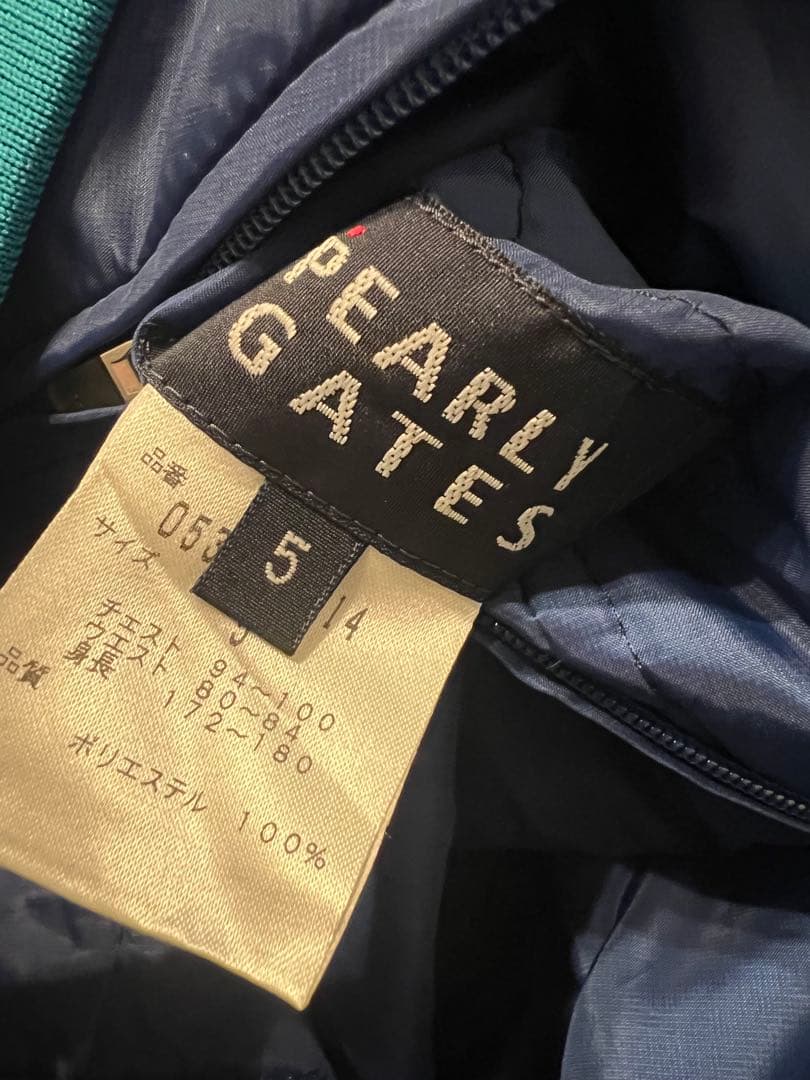 PEARLY
GATES
5
品番 053 14
サイズ
チェスト 94~100
ウエスト 80~84
身長 172~180
品質
ポリエステル 100%